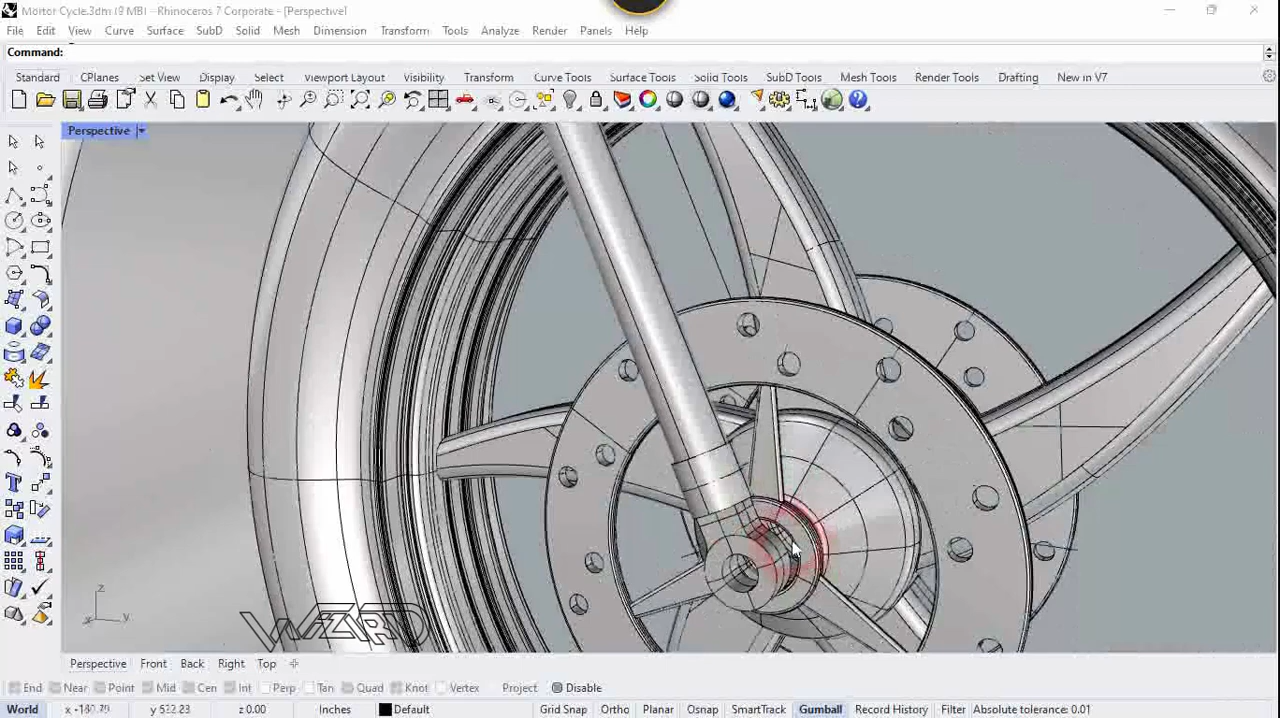 Mortor Cycle.3dm (9 MB) - Rhinoceros 7 Corporate - [Perspective]
File Edit View Curve Surface SubD Solid Mesh Dimension Transform Tools Analyze Render Panels Help
Command:
Standard CPlanes Set View Display Select Viewport Layout Visibility Transform Curve Tools Surface Tools Solid Tools SubD Tools Mesh Tools Render Tools Drafting New in V7
Perspective
z
x y
WIZARD
Perspective Front Back Right Top
End Near Point Mid Cen Int Perp Tan Quad Knot Vertex Project Disable
World y 532.83 z 0.00 Inches Default Grid Snap Ortho Planar Osnap SmartTrack Gumball Record History Filter Absolute tolerance: 0.01